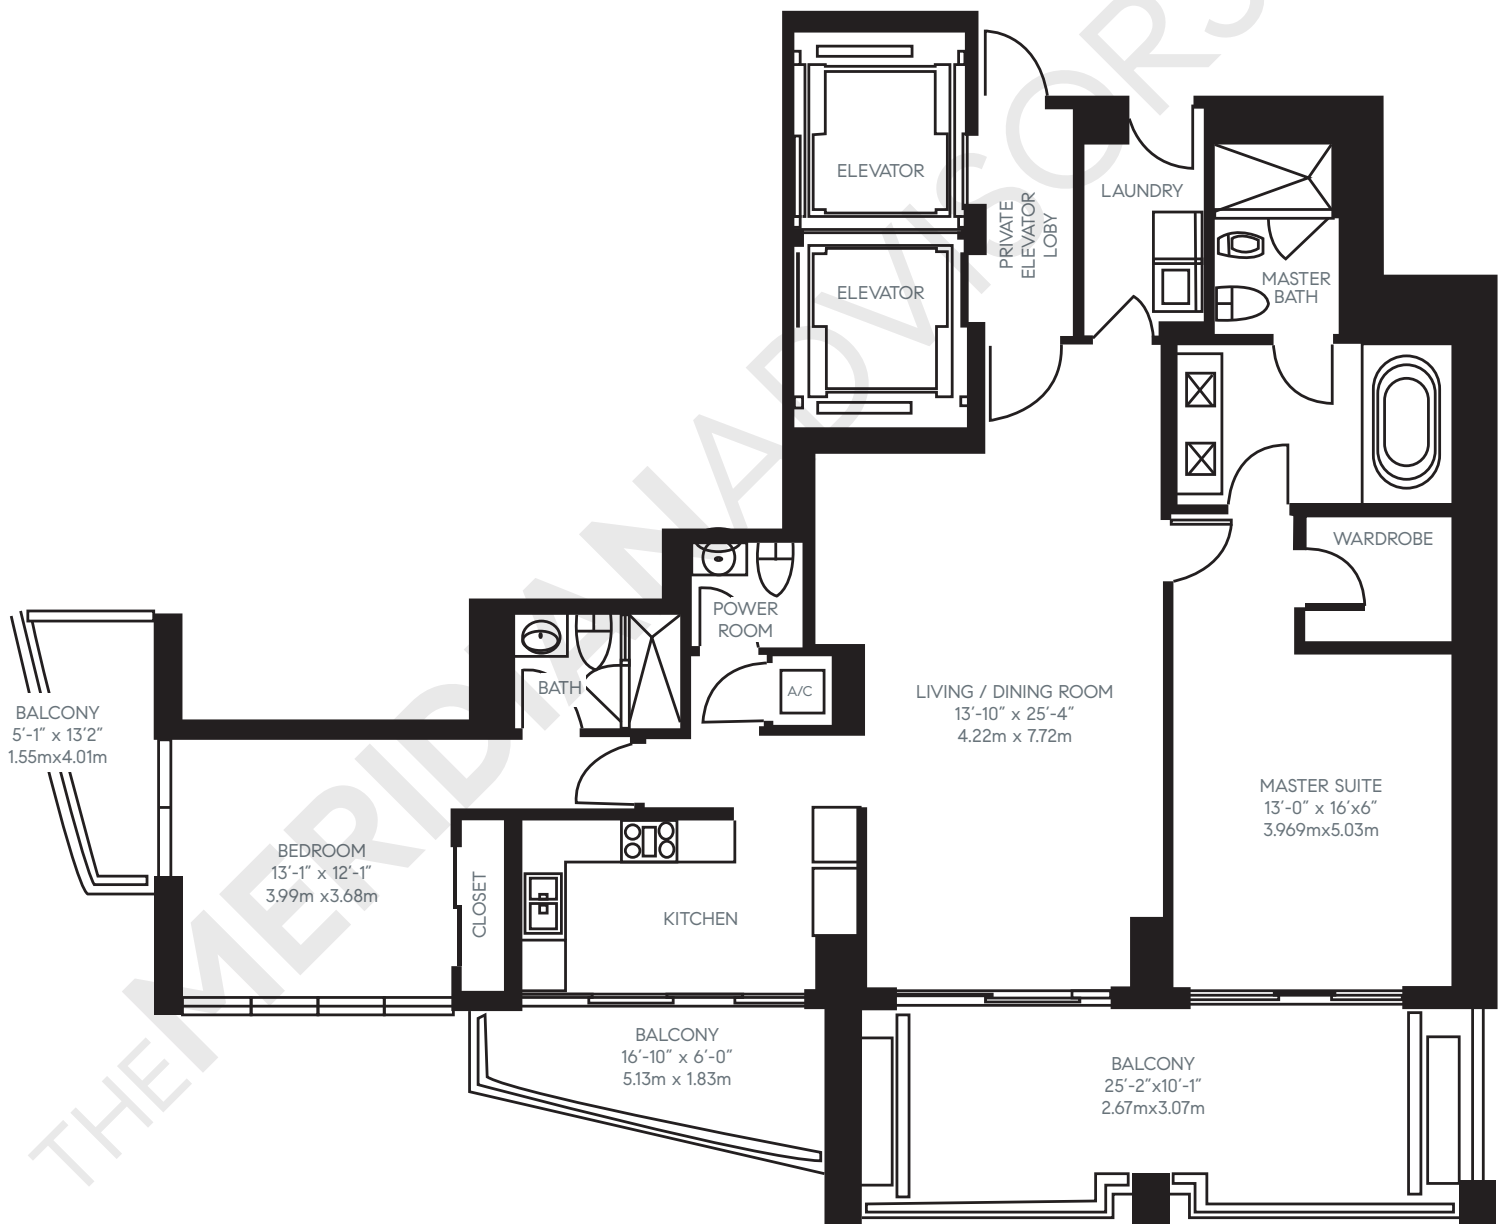 ELEVATOR
LAUNDRY
PRIVATE
ELEVATOR
LOBY
MASTER
BATH
ELEVATOR
WARDROBE
POWER
ROOM
BATH
A/C
LIVING / DINING ROOM
13'-10" x 25'-4"
4.22m x 7.72m
BALCONY
5'-1" x 13'2"
1.55mx4.01m
MASTER SUITE
13'-0" x 16'x6"
3.969mx5.03m
BEDROOM
13'-1" x 12'-1"
3.99m x3.68m
CLOSET
KITCHEN
BALCONY
16'-10" x 6'-0"
5.13m x 1.83m
BALCONY
25'-2"x10'-1"
2.67mx3.07m
THEMERIDIANADVISORS